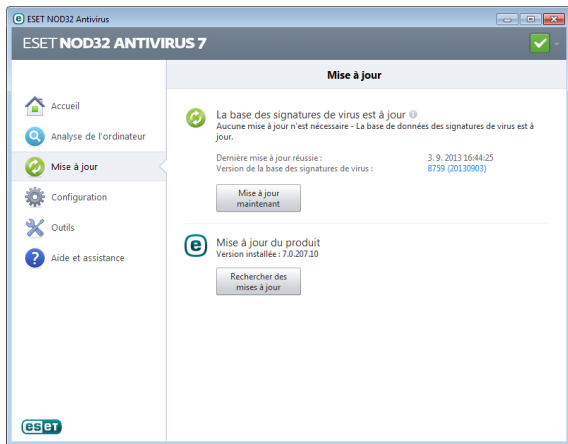 ESET NOD32 Antivirus
ESET NOD32 ANTIVIRUS 7
Mise à jour
Accueil
Analyse de l'ordinateur
Mise à jour
Configuration
Outils
Aide et assistance
La base des signatures de virus est à jour
Aucune mise à jour n'est nécessaire - La base de données des signatures de virus est à
jour.
Dernière mise à jour réussie : 3. 9. 2013 16:44:25
Version de la base des signatures de virus : 8759 (20130903)
Mise à jour
maintenant
Mise à jour du produit
Version installée : 7.0.207.10
Rechercher des
mises à jour
eset